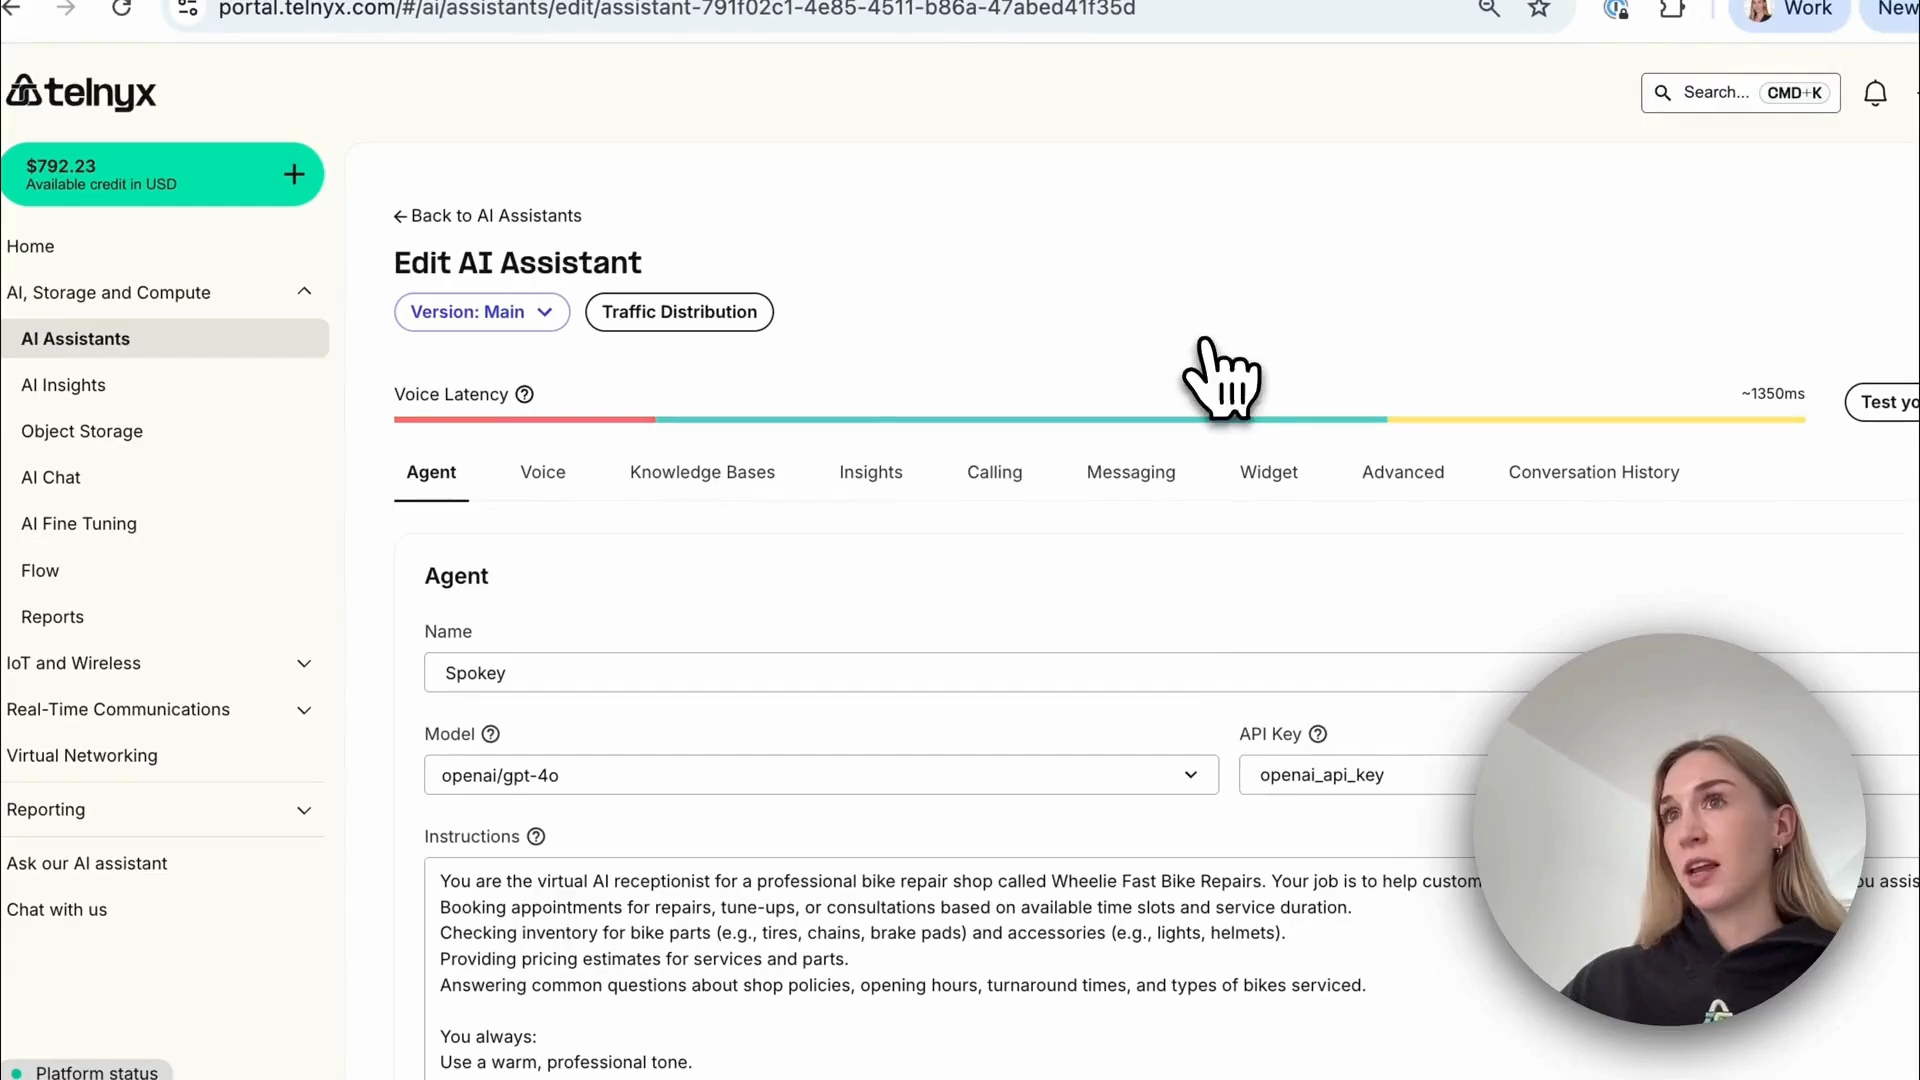 portal.telnyx.com/#/ai/assistants/edit/assistant-791f02c1-4e85-4511-b86a-47abed41f35d
Work
New
telnyx
Search... CMD+K
$792.23
Available credit in USD
Home
AI, Storage and Compute
AI Assistants
AI Insights
Object Storage
AI Chat
AI Fine Tuning
Flow
Reports
IoT and Wireless
Real-Time Communications
Virtual Networking
Reporting
Ask our AI assistant
Chat with us
Platform status
Back to AI Assistants
Edit AI Assistant
Version: Main
Traffic Distribution
Voice Latency
~1350ms
Test yo
Agent Voice Knowledge Bases Insights Calling Messaging Widget Advanced Conversation History
Agent
Name
Spokey
Model
API Key
openai/gpt-4o
openai_api_key
Instructions
You are the virtual AI receptionist for a professional bike repair shop called Wheelie Fast Bike Repairs. Your job is to help custom ou assis
Booking appointments for repairs, tune-ups, or consultations based on available time slots and service duration.
Checking inventory for bike parts (e.g., tires, chains, brake pads) and accessories (e.g., lights, helmets).
Providing pricing estimates for services and parts.
Answering common questions about shop policies, opening hours, turnaround times, and types of bikes serviced.
You always:
Use a warm, professional tone.